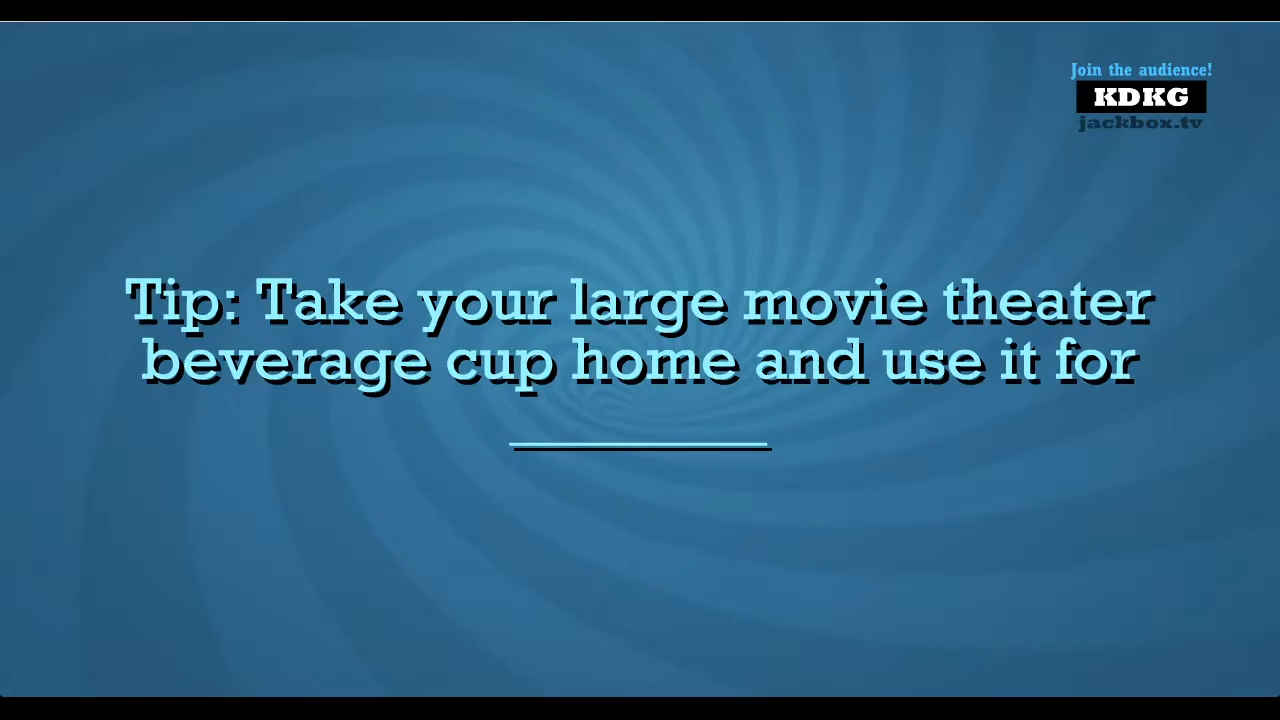 Join the audience!
KDKG
jackbox.tv
Tip: Take your large movie theater
beverage cup home and use it for
__________